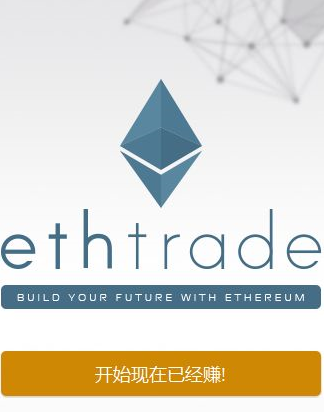 ethtrade
BUILD YOUR FUTURE WITH ETHEREUM
开始现在已经赚!